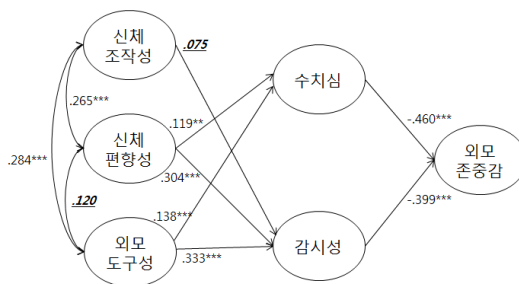 신체
조작성
.075
수치심
.265***
.119**
-.460***
.284***
신체
편향성
외모
존중감
.304***
.120
-.399***
.138***
외모
도구성
.333***
감시성